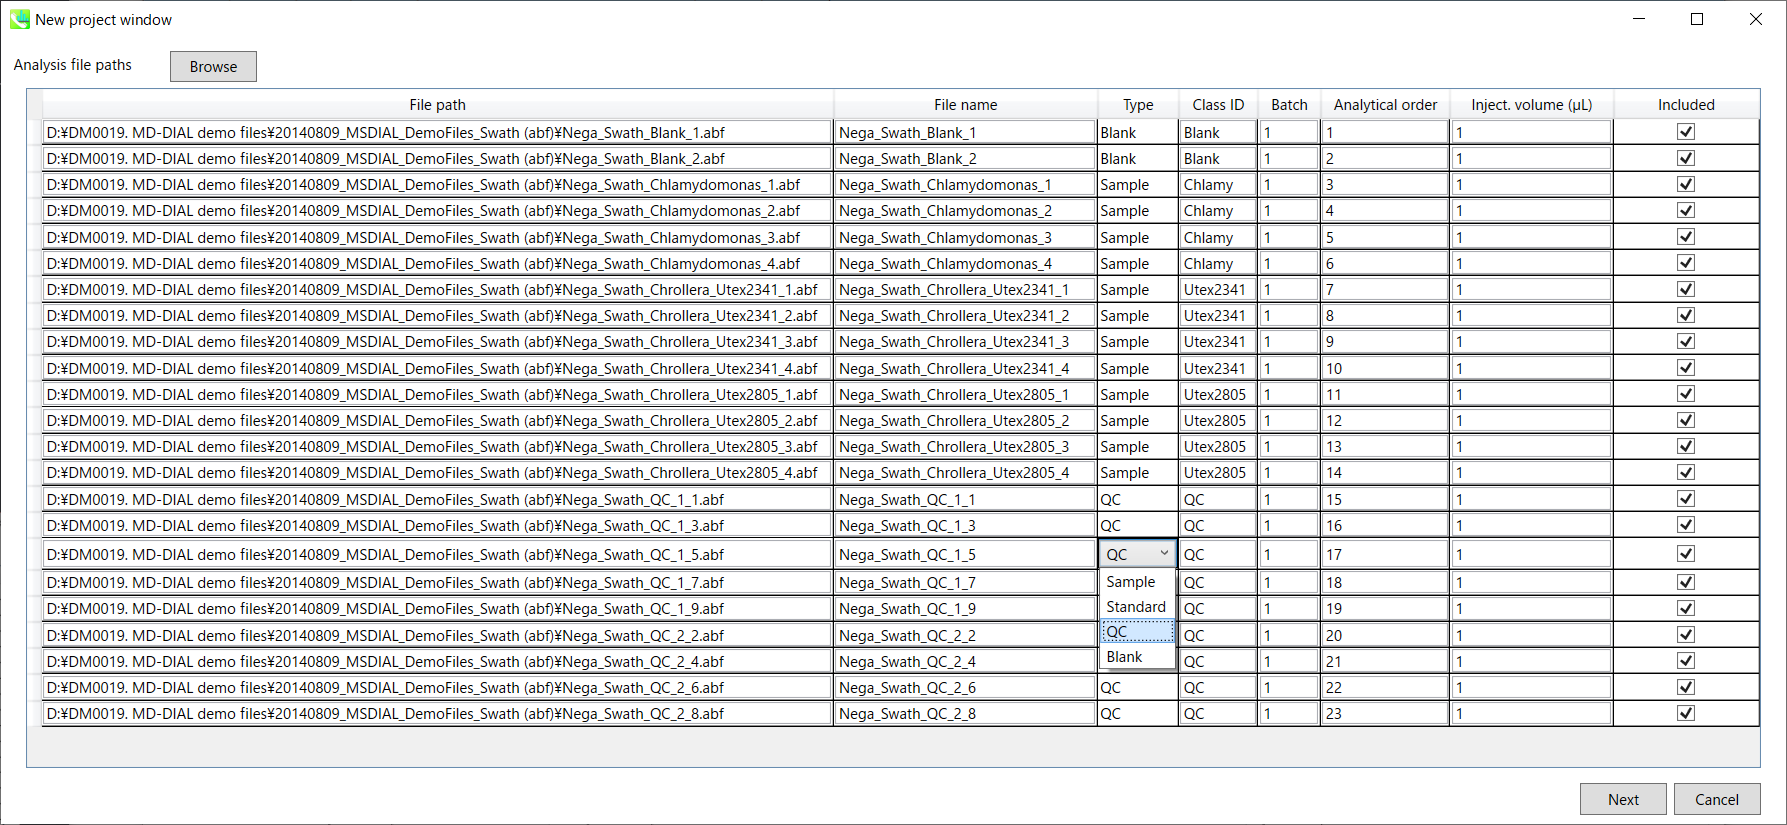 New project window
Analysis file paths Browse
File path File name Type Class ID Batch Analytical order Inject. volume (μL) Included
D:¥DM0019. MD-DIAL demo files¥20140809_MSDIAL_DemoFiles_Swath (abf)¥Nega_Swath_Blank_1.abf Nega_Swath_Blank_1 Blank Blank 1 1 1
D:¥DM0019. MD-DIAL demo files¥20140809_MSDIAL_DemoFiles_Swath (abf)¥Nega_Swath_Blank_2.abf Nega_Swath_Blank_2 Blank Blank 1 2 1
D:¥DM0019. MD-DIAL demo files¥20140809_MSDIAL_DemoFiles_Swath (abf)¥Nega_Swath_Chlamydomonas_1.abf Nega_Swath_Chlamydomonas_1 Sample Chlamy 1 3 1
D:¥DM0019. MD-DIAL demo files¥20140809_MSDIAL_DemoFiles_Swath (abf)¥Nega_Swath_Chlamydomonas_2.abf Nega_Swath_Chlamydomonas_2 Sample Chlamy 1 4 1
D:¥DM0019. MD-DIAL demo files¥20140809_MSDIAL_DemoFiles_Swath (abf)¥Nega_Swath_Chlamydomonas_3.abf Nega_Swath_Chlamydomonas_3 Sample Chlamy 1 5 1
D:¥DM0019. MD-DIAL demo files¥20140809_MSDIAL_DemoFiles_Swath (abf)¥Nega_Swath_Chlamydomonas_4.abf Nega_Swath_Chlamydomonas_4 Sample Chlamy 1 6 1
D:¥DM0019. MD-DIAL demo files¥20140809_MSDIAL_DemoFiles_Swath (abf)¥Nega_Swath_Chrollera_Utex2341_1.abf Nega_Swath_Chrollera_Utex2341_1 Sample Utex2341 1 7 1
D:¥DM0019. MD-DIAL demo files¥20140809_MSDIAL_DemoFiles_Swath (abf)¥Nega_Swath_Chrollera_Utex2341_2.abf Nega_Swath_Chrollera_Utex2341_2 Sample Utex2341 1 8 1
D:¥DM0019. MD-DIAL demo files¥20140809_MSDIAL_DemoFiles_Swath (abf)¥Nega_Swath_Chrollera_Utex2341_3.abf Nega_Swath_Chrollera_Utex2341_3 Sample Utex2341 1 9 1
D:¥DM0019. MD-DIAL demo files¥20140809_MSDIAL_DemoFiles_Swath (abf)¥Nega_Swath_Chrollera_Utex2341_4.abf Nega_Swath_Chrollera_Utex2341_4 Sample Utex2341 1 10 1
D:¥DM0019. MD-DIAL demo files¥20140809_MSDIAL_DemoFiles_Swath (abf)¥Nega_Swath_Chrollera_Utex2805_1.abf Nega_Swath_Chrollera_Utex2805_1 Sample Utex2805 1 11 1
D:¥DM0019. MD-DIAL demo files¥20140809_MSDIAL_DemoFiles_Swath (abf)¥Nega_Swath_Chrollera_Utex2805_2.abf Nega_Swath_Chrollera_Utex2805_2 Sample Utex2805 1 12 1
D:¥DM0019. MD-DIAL demo files¥20140809_MSDIAL_DemoFiles_Swath (abf)¥Nega_Swath_Chrollera_Utex2805_3.abf Nega_Swath_Chrollera_Utex2805_3 Sample Utex2805 1 13 1
D:¥DM0019. MD-DIAL demo files¥20140809_MSDIAL_DemoFiles_Swath (abf)¥Nega_Swath_Chrollera_Utex2805_4.abf Nega_Swath_Chrollera_Utex2805_4 Sample Utex2805 1 14 1
D:¥DM0019. MD-DIAL demo files¥20140809_MSDIAL_DemoFiles_Swath (abf)¥Nega_Swath_QC_1_1.abf Nega_Swath_QC_1_1 QC QC 1 15 1
D:¥DM0019. MD-DIAL demo files¥20140809_MSDIAL_DemoFiles_Swath (abf)¥Nega_Swath_QC_1_3.abf Nega_Swath_QC_1_3 QC QC 1 16 1
D:¥DM0019. MD-DIAL demo files¥20140809_MSDIAL_DemoFiles_Swath (abf)¥Nega_Swath_QC_1_5.abf Nega_Swath_QC_1_5 QC QC 1 17 1
D:¥DM0019. MD-DIAL demo files¥20140809_MSDIAL_DemoFiles_Swath (abf)¥Nega_Swath_QC_1_7.abf Nega_Swath_QC_1_7 Sample QC 1 18 1
D:¥DM0019. MD-DIAL demo files¥20140809_MSDIAL_DemoFiles_Swath (abf)¥Nega_Swath_QC_1_9.abf Nega_Swath_QC_1_9 Standard QC 1 19 1
D:¥DM0019. MD-DIAL demo files¥20140809_MSDIAL_DemoFiles_Swath (abf)¥Nega_Swath_QC_2_2.abf Nega_Swath_QC_2_2 QC QC 1 20 1
D:¥DM0019. MD-DIAL demo files¥20140809_MSDIAL_DemoFiles_Swath (abf)¥Nega_Swath_QC_2_4.abf Nega_Swath_QC_2_4 Blank QC 1 21 1
D:¥DM0019. MD-DIAL demo files¥20140809_MSDIAL_DemoFiles_Swath (abf)¥Nega_Swath_QC_2_6.abf Nega_Swath_QC_2_6 QC QC 1 22 1
D:¥DM0019. MD-DIAL demo files¥20140809_MSDIAL_DemoFiles_Swath (abf)¥Nega_Swath_QC_2_8.abf Nega_Swath_QC_2_8 QC QC 1 23 1
Next Cancel